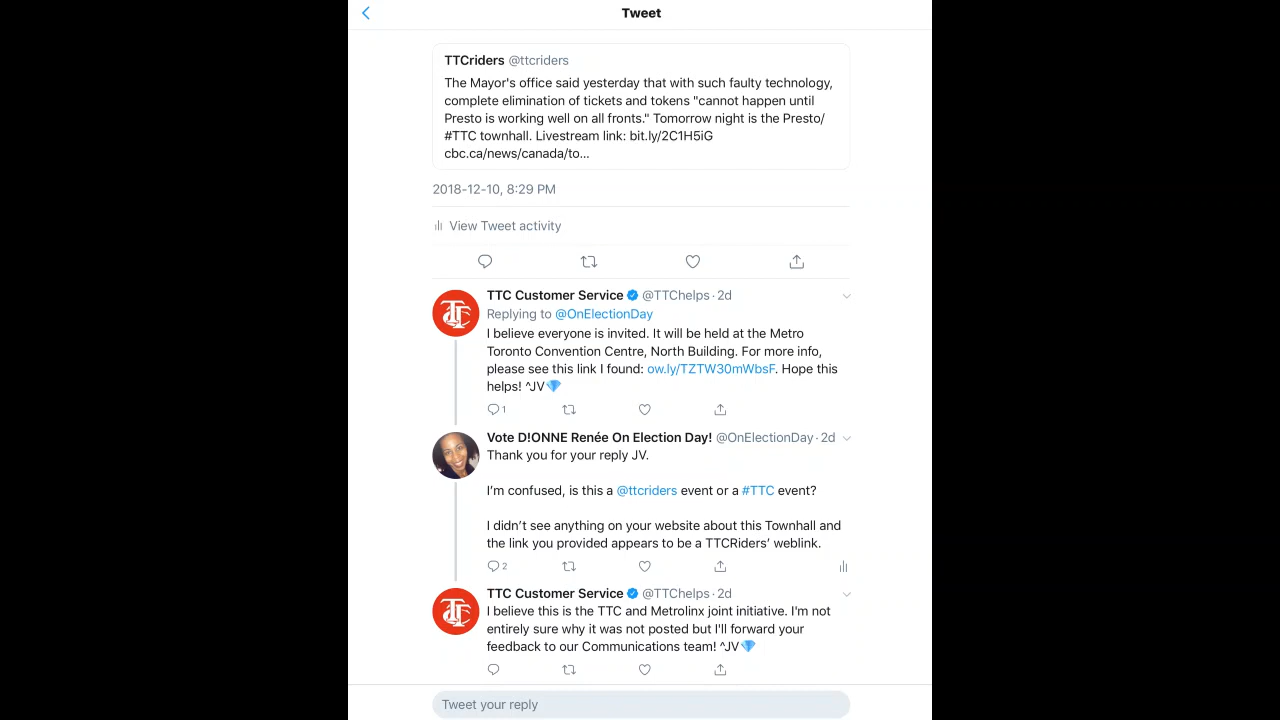 Tweet
TTCriders @ttcriders
The Mayor's office said yesterday that with such faulty technology,
complete elimination of tickets and tokens "cannot happen until
Presto is working well on all fronts." Tomorrow night is the Presto/
#TTC townhall. Livestream link: bit.ly/2C1H5iG
cbc.ca/news/canada/to...
2018-12-10, 8:29 PM
View Tweet activity
TTC Customer Service @TTChelps · 2d
Replying to @OnElectionDay
I believe everyone is invited. It will be held at the Metro
Toronto Convention Centre, North Building. For more info,
please see this link I found: ow.ly/TZTW30mWbsF. Hope this
helps! ^JV💎
1
Vote D!ONNE Renée On Election Day! @OnElectionDay · 2d
Thank you for your reply JV.
I'm confused, is this a @ttcriders event or a #TTC event?
I didn't see anything on your website about this Townhall and
the link you provided appears to be a TTCRiders' weblink.
2
TTC Customer Service @TTChelps · 2d
I believe this is the TTC and Metrolinx joint initiative. I'm not
entirely sure why it was not posted but I'll forward your
feedback to our Communications team! ^JV💎
Tweet your reply